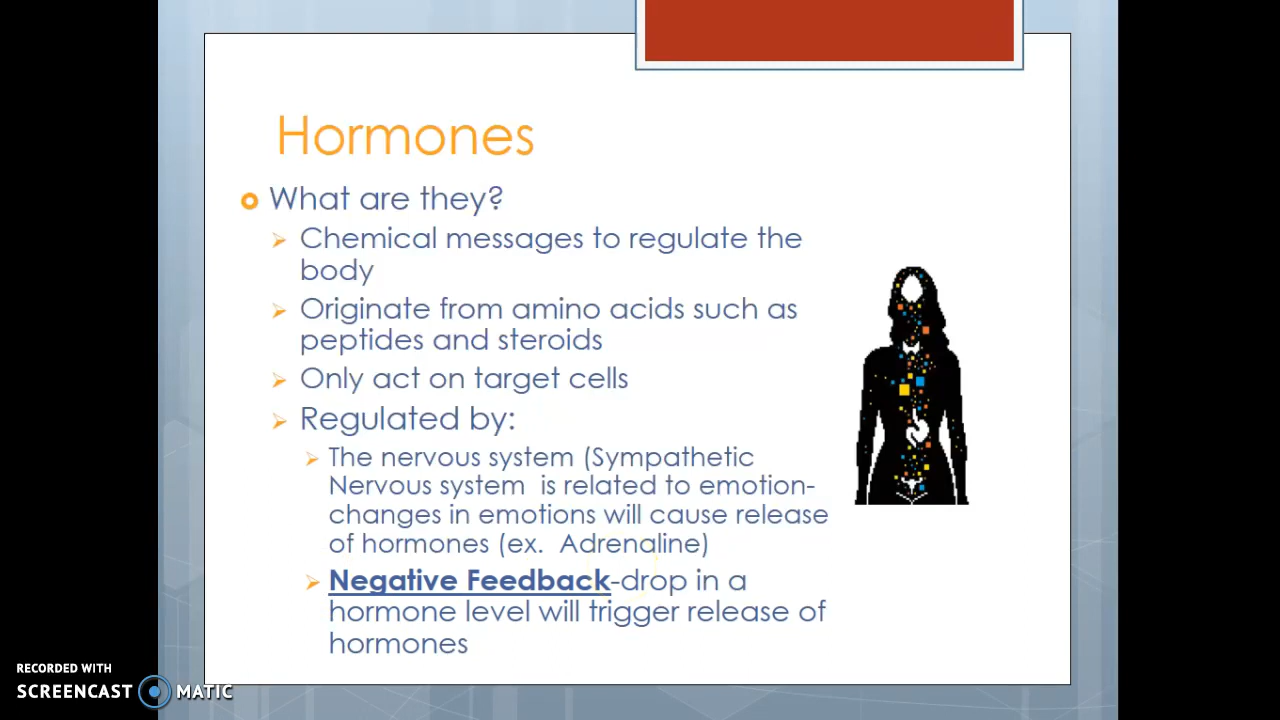 Hormones
What are they?
Chemical messages to regulate the
body
Originate from amino acids such as
peptides and steroids
Only act on target cells
Regulated by:
The nervous system (Sympathetic
Nervous system is related to emotion-
changes in emotions will cause release
of hormones (ex. Adrenaline)
Negative Feedback-drop in a
hormone level will trigger release of
hormones
RECORDED WITH
SCREENCAST MATIC